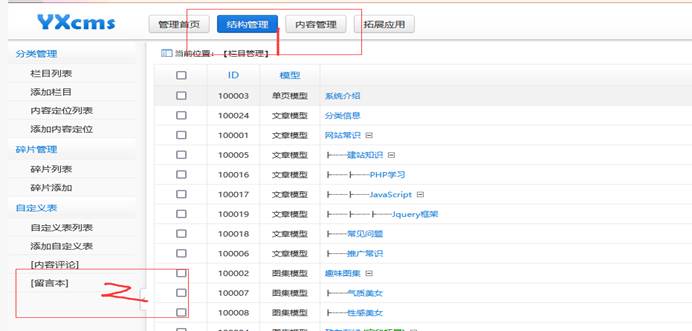 YXcms 管理首页 结构管理 内容管理 拓展应用
1
分类管理
栏目列表
添加栏目
内容定位列表
添加内容定位
碎片管理
碎片列表
碎片添加
自定义表
自定义表列表
添加自定义表
[内容评论]
[留言本]
2
当前位置：【栏目管理】
ID 模型
100003 单页模型 系统介绍
100024 文章模型 分类信息
100001 文章模型 网站常识
100005 文章模型 ├──建站知识
100016 文章模型 ├──├──PHP学习
100017 文章模型 ├──├──JavaScript
100019 文章模型 ├──├──├──Jquery框架
100018 文章模型 ├──常见问题
100006 文章模型 ├──推广常识
100002 图集模型 趣味图集
100007 图集模型 ├──气质美女
100008 图集模型 ├──性感美女